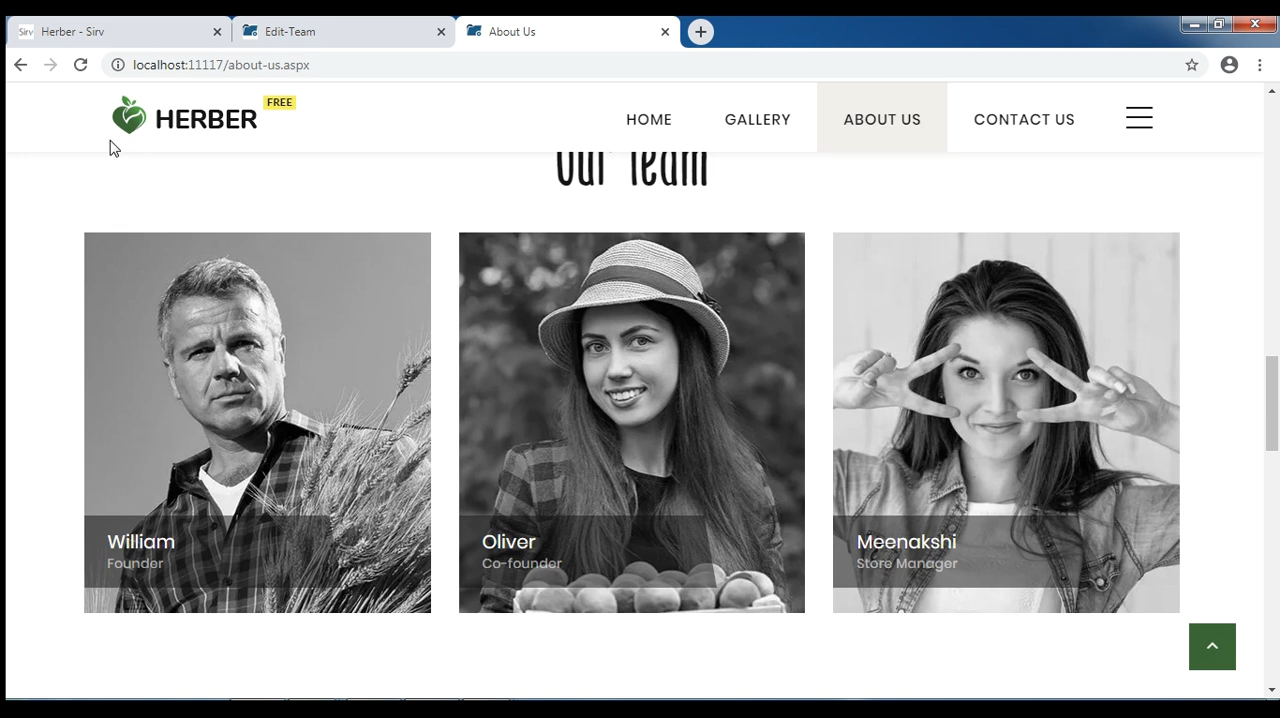 Sirv Herber - Sirv
Edit-Team
About Us
localhost:11117/about-us.aspx
HERBER FREE
HOME GALLERY ABOUT US CONTACT US
Our Team
William
Founder
Oliver
Co-founder
Meenakshi
Store Manager